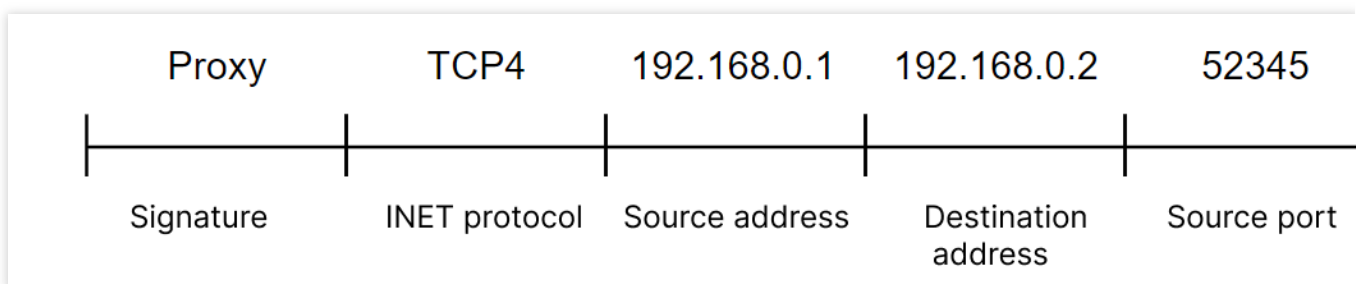 Proxy TCP4 192.168.0.1 192.168.0.2 52345
Signature INET protocol Source address Destination address Source port